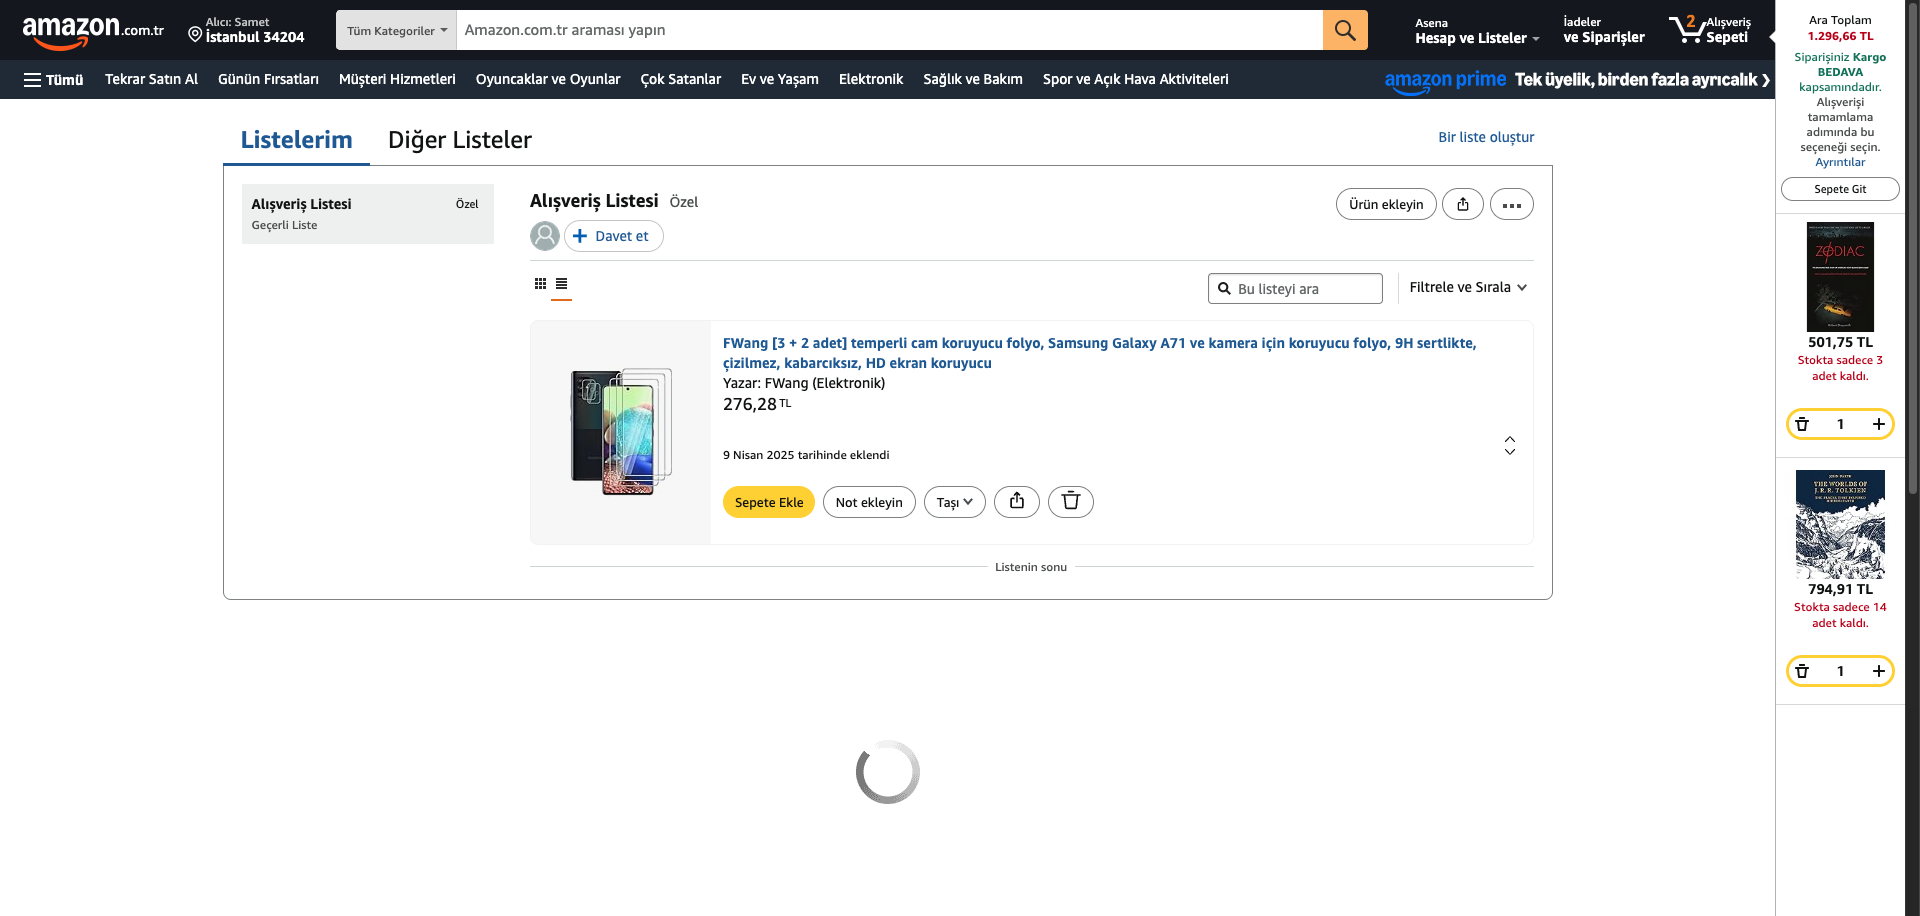 amazon.com.tr
Alıcı: Samet
İstanbul 34204
Tüm Kategoriler
Amazon.com.tr araması yapın
Asena
Hesap ve Listeler
İadeler
ve Siparişler
2
Alışveriş
Sepeti
Tümü
Tekrar Satın Al
Günün Fırsatları
Müşteri Hizmetleri
Oyuncaklar ve Oyunlar
Çok Satanlar
Ev ve Yaşam
Elektronik
Sağlık ve Bakım
Spor ve Açık Hava Aktiviteleri
amazon prime Tek üyelik, birden fazla ayrıcalık ❯
Listelerim
Diğer Listeler
Bir liste oluştur
Alışveriş Listesi
Özel
Geçerli Liste
Alışveriş Listesi Özel
Ürün ekleyin
Davet et
Bu listeyi ara
Filtrele ve Sırala
FWang [3 + 2 adet] temperli cam koruyucu folyo, Samsung Galaxy A71 ve kamera için koruyucu folyo, 9H sertlikte,
çizilmez, kabarcıksız, HD ekran koruyucu
Yazar: FWang (Elektronik)
276,28 TL
9 Nisan 2025 tarihinde eklendi
Sepete Ekle
Not ekleyin
Taşı
Listenin sonu
Ara Toplam
1.296,66 TL
Siparişiniz Kargo
BEDAVA
kapsamındadır.
Alışverişi
tamamlama
adımında bu
seçeneği seçin.
Ayrıntılar
Sepete Git
ZODIAC
501,75 TL
Stokta sadece 3
adet kaldı.
1
THE WORLDS OF
J.R.R. TOLKIEN
794,91 TL
Stokta sadece 14
adet kaldı.
1